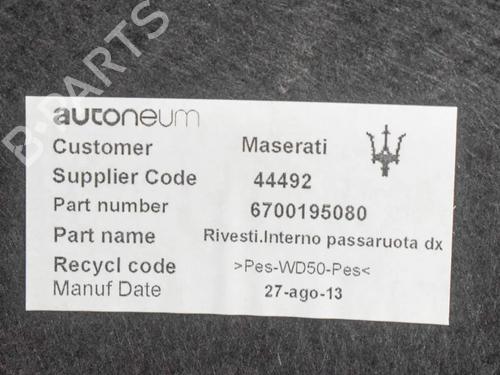 B-PARTS
autoneum
Customer Maserati
Supplier Code 44492
Part number 6700195080
Part name Rivesti.Interno passaruota dx
Recycl code >Pes-WD50-Pes<
Manuf Date 27-ago-13